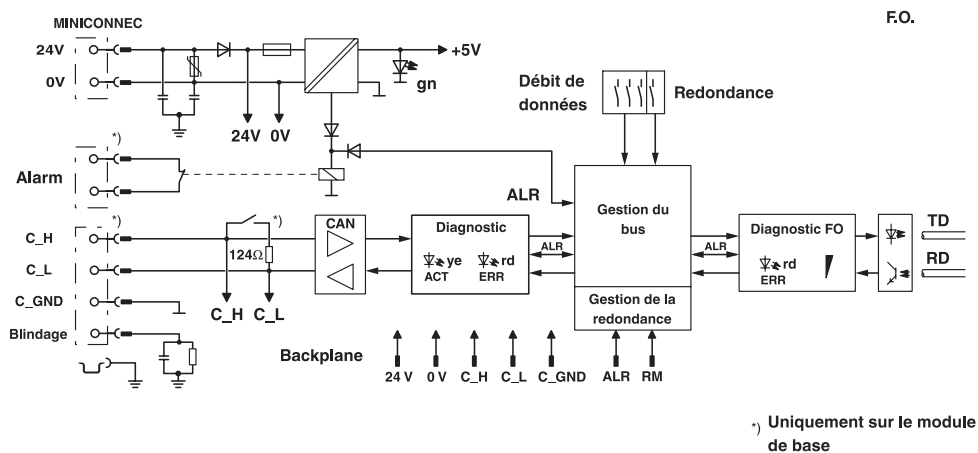 MINICONNEC
F.O.
24V
+5V
0V
gn
Débit de
données
Redondance
24V 0V
*)
Alarm
ALR
Gestion du
bus
*)
C_H
*)
CAN
Diagnostic
Diagnostic FO
TD
124Ω
ALR
ALR
C_L
ye
rd
rd
RD
ACT
ERR
ERR
C_GND
C_H C_L
Gestion de la
redondance
Blindage
Backplane
24 V 0 V C_H C_L C_GND ALR RM
*) Uniquement sur le module
de base